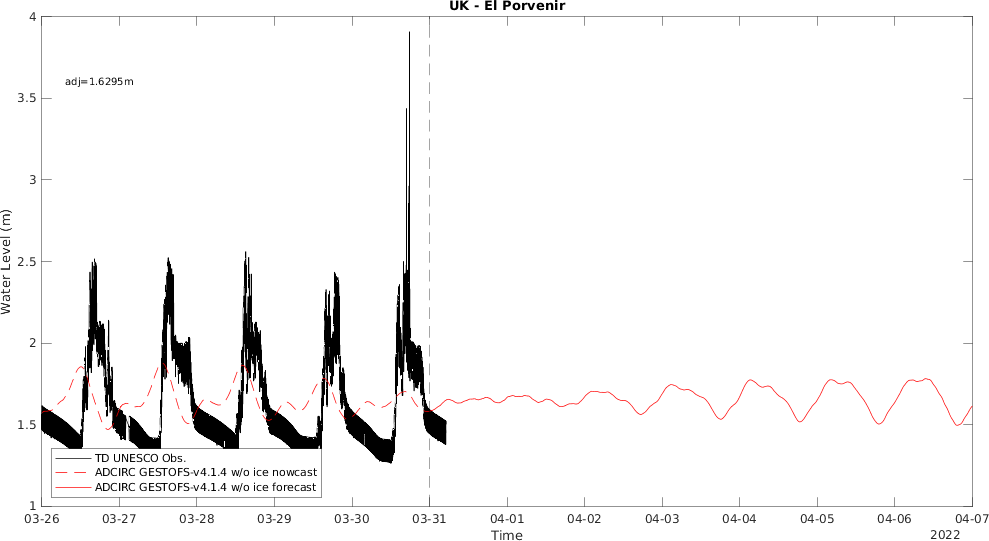 UK - El Porvenir
adj=1.6295m
Water Level (m)
4
3.5
3
2.5
2
1.5
1
TD UNESCO Obs.
ADCIRC GESTOFS-v4.1.4 w/o ice nowcast
ADCIRC GESTOFS-v4.1.4 w/o ice forecast
03-26 03-27 03-28 03-29 03-30 03-31 04-01 04-02 04-03 04-04 04-05 04-06 04-07
Time
2022